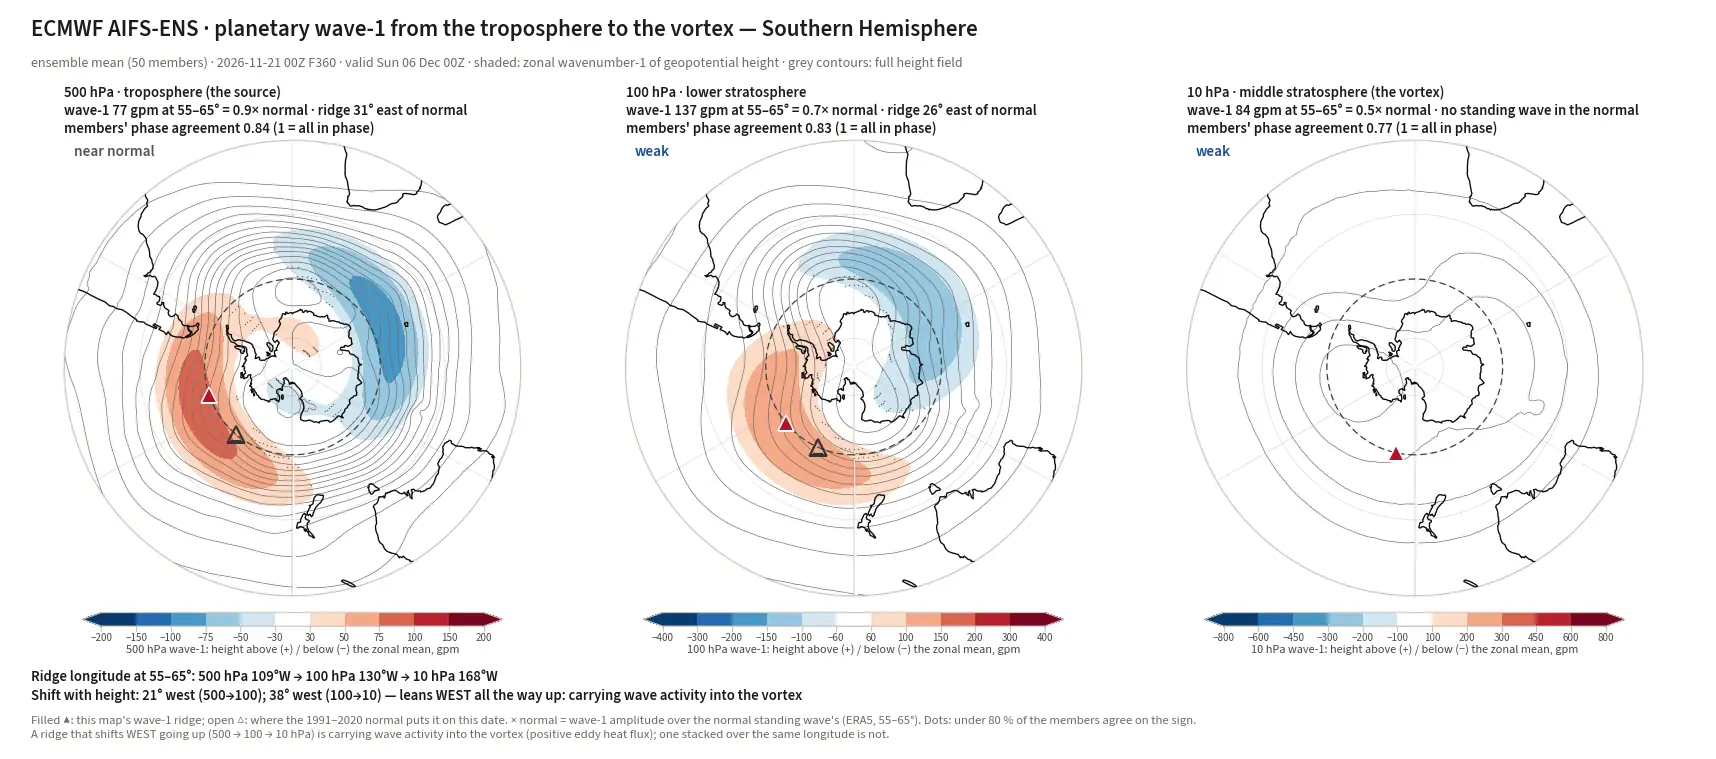 ECMWF AIFS-ENS · planetary wave-1 from the troposphere to the vortex — Southern Hemisphere
ensemble mean (50 members) · 2026-11-21 00Z F360 · valid Sun 06 Dec 00Z · shaded: zonal wavenumber-1 of geopotential height · grey contours: full height field
500 hPa · troposphere (the source)
wave-1 77 gpm at 55–65° = 0.9× normal · ridge 31° east of normal
members' phase agreement 0.84 (1 = all in phase)
near normal
100 hPa · lower stratosphere
wave-1 137 gpm at 55–65° = 0.7× normal · ridge 26° east of normal
members' phase agreement 0.83 (1 = all in phase)
weak
10 hPa · middle stratosphere (the vortex)
wave-1 84 gpm at 55–65° = 0.5× normal · no standing wave in the normal
members' phase agreement 0.77 (1 = all in phase)
weak
−200 −150 −100 −75 −50 −30 30 50 75 100 150 200
500 hPa wave-1: height above (+) / below (−) the zonal mean, gpm
−400 −300 −200 −150 −100 −60 60 100 150 200 300 400
100 hPa wave-1: height above (+) / below (−) the zonal mean, gpm
−800 −600 −450 −300 −200 −100 100 200 300 450 600 800
10 hPa wave-1: height above (+) / below (−) the zonal mean, gpm
Ridge longitude at 55–65°: 500 hPa 109°W → 100 hPa 130°W → 10 hPa 168°W
Shift with height: 21° west (500→100); 38° west (100→10) — leans WEST all the way up: carrying wave activity into the vortex
Filled ▲: this map's wave-1 ridge; open △: where the 1991–2020 normal puts it on this date. × normal = wave-1 amplitude over the normal standing wave's (ERA5, 55–65°). Dots: under 80 % of the members agree on the sign.
A ridge that shifts WEST going up (500 → 100 → 10 hPa) is carrying wave activity into the vortex (positive eddy heat flux); one stacked over the same longitude is not.